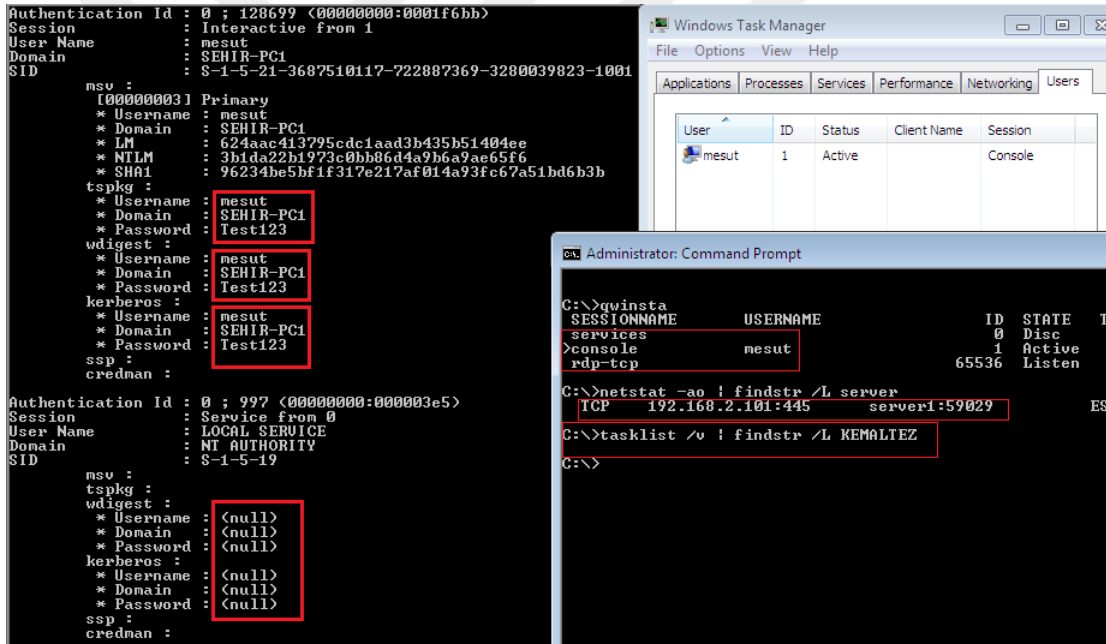 Authentication Id : 0 ; 128699 (00000000:0001f6bb)
Session : Interactive from 1
User Name : mesut
Domain : SEHIR-PC1
SID : S-1-5-21-3687510117-722887369-3280039823-1001
msv :
[00000003] Primary
* Username : mesut
* Domain : SEHIR-PC1
* LM : 624aac413795cdc1aad3b435b51404ee
* NTLM : 3b1da22b1973c0bb86d4a9b6a9ae65f6
* SHA1 : 96234be5bf1f317e217af014a93fc67a51bd6b3b
tspkg :
* Username : mesut
* Domain : SEHIR-PC1
* Password : Test123
wdigest :
* Username : mesut
* Domain : SEHIR-PC1
* Password : Test123
kerberos :
* Username : mesut
* Domain : SEHIR-PC1
* Password : Test123
ssp :
credman :
Authentication Id : 0 ; 997 (00000000:000003e5)
Session : Service from 0
User Name : LOCAL SERVICE
Domain : NT AUTHORITY
SID : S-1-5-19
msv :
tspkg :
wdigest :
* Username : (null)
* Domain : (null)
* Password : (null)
kerberos :
* Username : (null)
* Domain : (null)
* Password : (null)
ssp :
credman :
Windows Task Manager
File Options View Help
Applications Processes Services Performance Networking Users
User ID Status Client Name Session
mesut 1 Active Console
Administrator: Command Prompt
C:\>qwinsta
SESSIONNAME USERNAME ID STATE T
services 0 Disc
>console mesut 1 Active
rdp-tcp 65536 Listen
C:\>netstat -ao | findstr /L server
TCP 192.168.2.101:445 server1:59029 ES
C:\>tasklist /v | findstr /L KEMALTEZ
C:\>